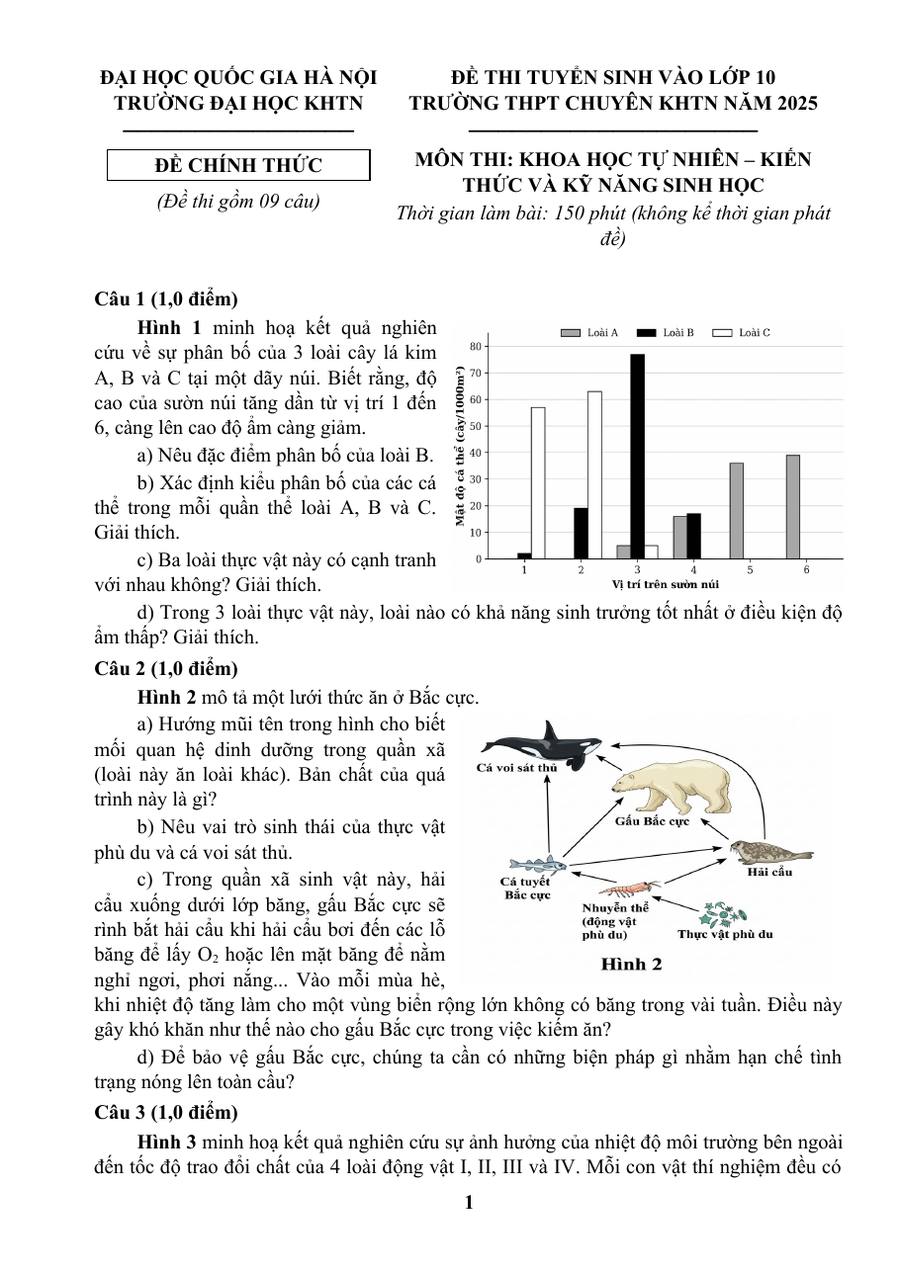 ĐẠI HỌC QUỐC GIA HÀ NỘI
TRƯỜNG ĐẠI HỌC KHTN
ĐỀ CHÍNH THỨC
(Đề thi gồm 09 câu)
ĐỀ THI TUYỂN SINH VÀO LỚP 10
TRƯỜNG THPT CHUYÊN KHTN NĂM 2025
MÔN THI: KHOA HỌC TỰ NHIÊN – KIẾN
THỨC VÀ KỸ NĂNG SINH HỌC
Thời gian làm bài: 150 phút (không kể thời gian phát
đề)
Câu 1 (1,0 điểm)
Hình 1 minh hoạ kết quả nghiên
cứu về sự phân bố của 3 loài cây lá kim
A, B và C tại một dãy núi. Biết rằng, độ
cao của sườn núi tăng dần từ vị trí 1 đến
6, càng lên cao độ ẩm càng giảm.
a) Nêu đặc điểm phân bố của loài B.
b) Xác định kiểu phân bố của các cá
thể trong mỗi quần thể loài A, B và C.
Giải thích.
c) Ba loài thực vật này có cạnh tranh
với nhau không? Giải thích.
Loài A Loài B Loài C
Mật độ cá thể (cây/1000m²)
80
70
60
50
40
30
20
10
0
1 2 3 4 5 6
Vị trí trên sườn núi
d) Trong 3 loài thực vật này, loài nào có khả năng sinh trưởng tốt nhất ở điều kiện độ
ẩm thấp? Giải thích.
Câu 2 (1,0 điểm)
Hình 2 mô tả một lưới thức ăn ở Bắc cực.
a) Hướng mũi tên trong hình cho biết
mối quan hệ dinh dưỡng trong quần xã
(loài này ăn loài khác). Bản chất của quá
trình này là gì?
b) Nêu vai trò sinh thái của thực vật
phù du và cá voi sát thủ.
c) Trong quần xã sinh vật này, hải
cẩu xuống dưới lớp băng, gấu Bắc cực sẽ
rình bắt hải cẩu khi hải cẩu bơi đến các lỗ
băng để lấy O₂ hoặc lên mặt băng để nằm
nghỉ ngơi, phơi nắng... Vào mỗi mùa hè,
Cá voi sát thủ
Gấu Bắc cực
Hải cẩu
Cá tuyết
Bắc cực
Nhuyễn thể
(động vật
phù du)
Thực vật phù du
Hình 2
khi nhiệt độ tăng làm cho một vùng biển rộng lớn không có băng trong vài tuần. Điều này
gây khó khăn như thế nào cho gấu Bắc cực trong việc kiếm ăn?
d) Để bảo vệ gấu Bắc cực, chúng ta cần có những biện pháp gì nhằm hạn chế tình
trạng nóng lên toàn cầu?
Câu 3 (1,0 điểm)
Hình 3 minh hoạ kết quả nghiên cứu sự ảnh hưởng của nhiệt độ môi trường bên ngoài
đến tốc độ trao đổi chất của 4 loài động vật I, II, III và IV. Mỗi con vật thí nghiệm đều có
1